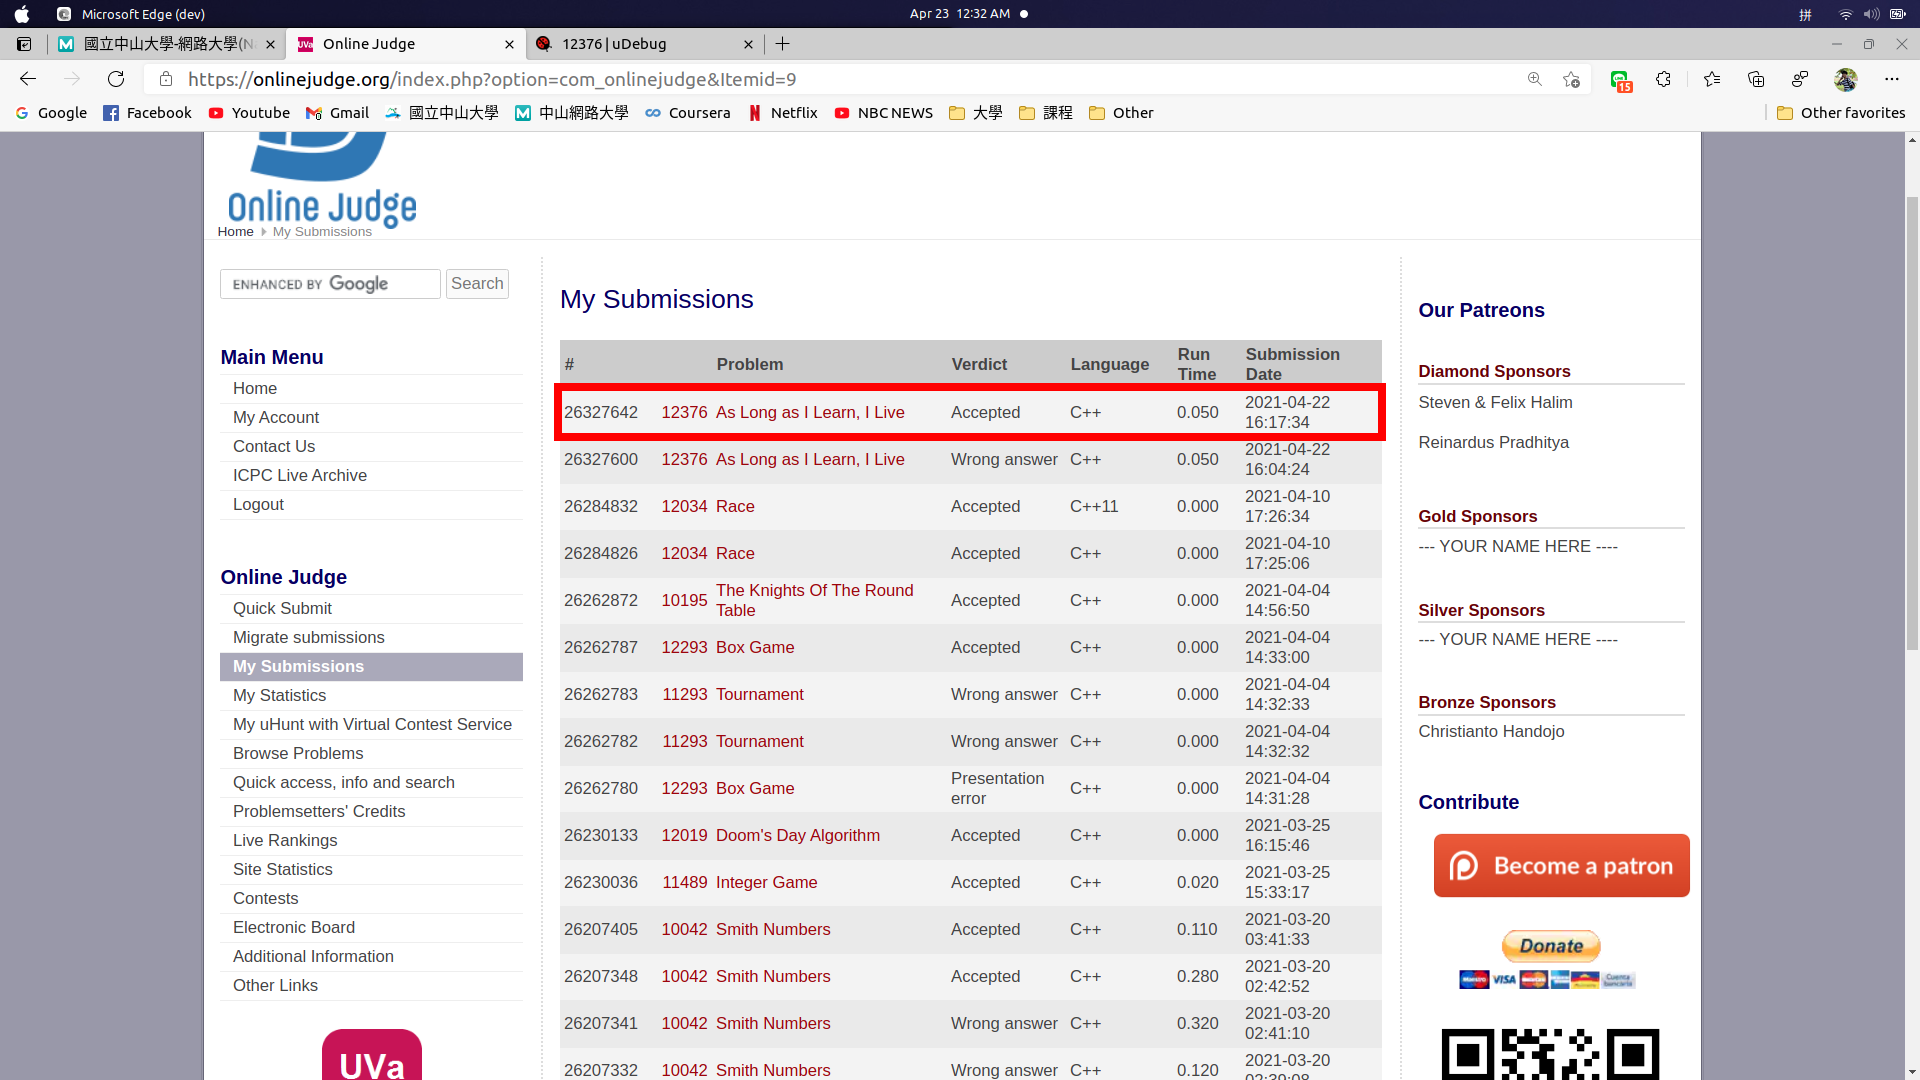 Microsoft Edge (dev)
Apr 23 12:32 AM
拼
國立中山大學-網路大學(N
Online Judge
12376 | uDebug
https://onlinejudge.org/index.php?option=com_onlinejudge&Itemid=9
15
Google
Facebook
Youtube
Gmail
國立中山大學
中山網路大學
Coursera
Netflix
NBC NEWS
大學
課程
Other
Other favorites
Online Judge
Home My Submissions
ENHANCED BY Google
Search
Main Menu
Home
My Account
Contact Us
ICPC Live Archive
Logout
Online Judge
Quick Submit
Migrate submissions
My Submissions
My Statistics
My uHunt with Virtual Contest Service
Browse Problems
Quick access, info and search
Problemsetters' Credits
Live Rankings
Site Statistics
Contests
Electronic Board
Additional Information
Other Links
UVa
My Submissions
# Problem Verdict Language Run Time Submission Date
26327642 12376 As Long as I Learn, I Live Accepted C++ 0.050 2021-04-22 16:17:34
26327600 12376 As Long as I Learn, I Live Wrong answer C++ 0.050 2021-04-22 16:04:24
26284832 12034 Race Accepted C++11 0.000 2021-04-10 17:26:34
26284826 12034 Race Accepted C++ 0.000 2021-04-10 17:25:06
26262872 10195 The Knights Of The Round Table Accepted C++ 0.000 2021-04-04 14:56:50
26262787 12293 Box Game Accepted C++ 0.000 2021-04-04 14:33:00
26262783 11293 Tournament Wrong answer C++ 0.000 2021-04-04 14:32:33
26262782 11293 Tournament Wrong answer C++ 0.000 2021-04-04 14:32:32
26262780 12293 Box Game Presentation error C++ 0.000 2021-04-04 14:31:28
26230133 12019 Doom's Day Algorithm Accepted C++ 0.000 2021-03-25 16:15:46
26230036 11489 Integer Game Accepted C++ 0.020 2021-03-25 15:33:17
26207405 10042 Smith Numbers Accepted C++ 0.110 2021-03-20 03:41:33
26207348 10042 Smith Numbers Accepted C++ 0.280 2021-03-20 02:42:52
26207341 10042 Smith Numbers Wrong answer C++ 0.320 2021-03-20 02:41:10
26207332 10042 Smith Numbers Wrong answer C++ 0.120 2021-03-20
Our Patreons
Diamond Sponsors
Steven & Felix Halim
Reinardus Pradhitya
Gold Sponsors
--- YOUR NAME HERE ----
Silver Sponsors
--- YOUR NAME HERE ----
Bronze Sponsors
Christianto Handojo
Contribute
Become a patron
Donate
VISA